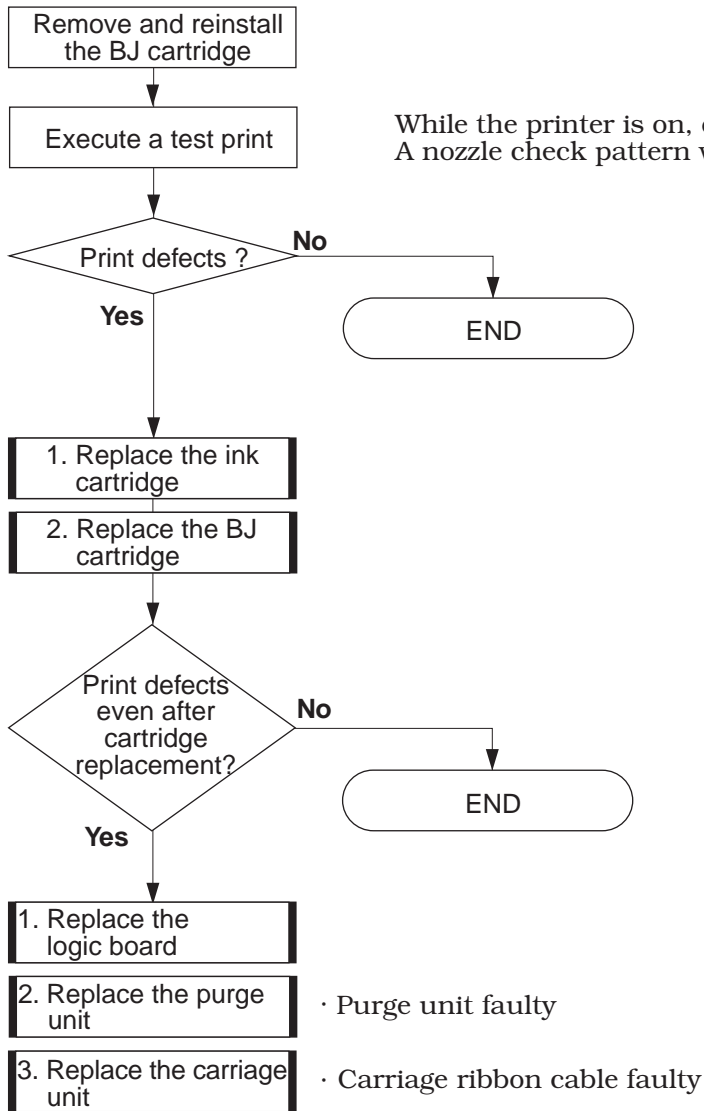 Remove and reinstall
the BJ cartridge
Execute a test print
While the printer is on,
A nozzle check pattern
Print defects ?
No
Yes
END
1. Replace the ink
cartridge
2. Replace the BJ
cartridge
Print defects
even after
cartridge
replacement?
No
END
Yes
1. Replace the
logic board
2. Replace the purge
unit
· Purge unit faulty
3. Replace the carriage
unit
· Carriage ribbon cable faulty